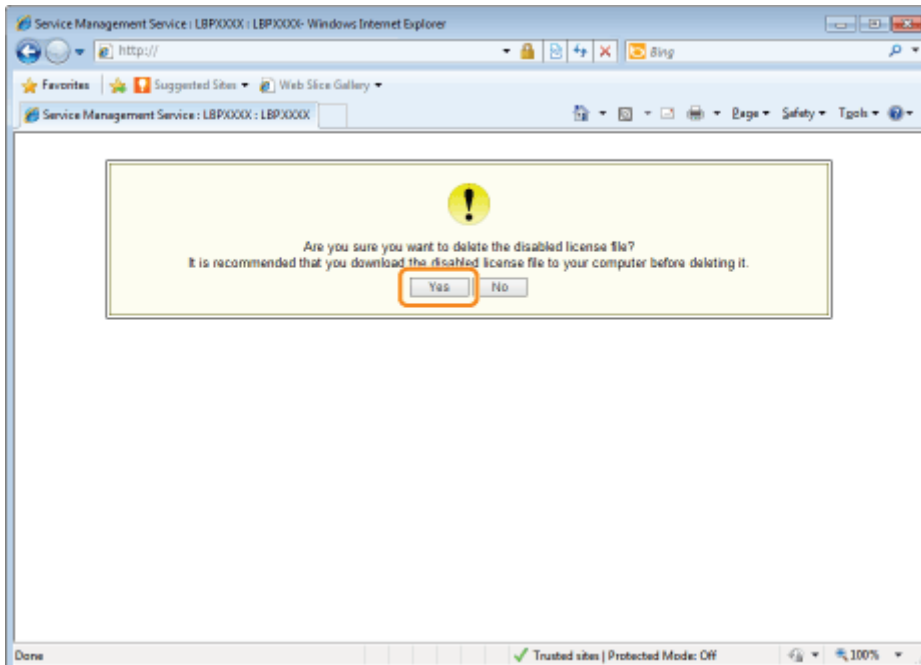 Service Management Service : LBPXXXX : LBPXXXX- Windows Internet Explorer
http://
Bing
Favorites Suggested Sites Web Slice Gallery
Service Management Service : LBPXXXX : LBPXXXX Page Safety Tools
Are you sure you want to delete the disabled license file?
It is recommended that you download the disabled license file to your computer before deleting it.
Yes No
Done Trusted sites | Protected Mode: Off 100%